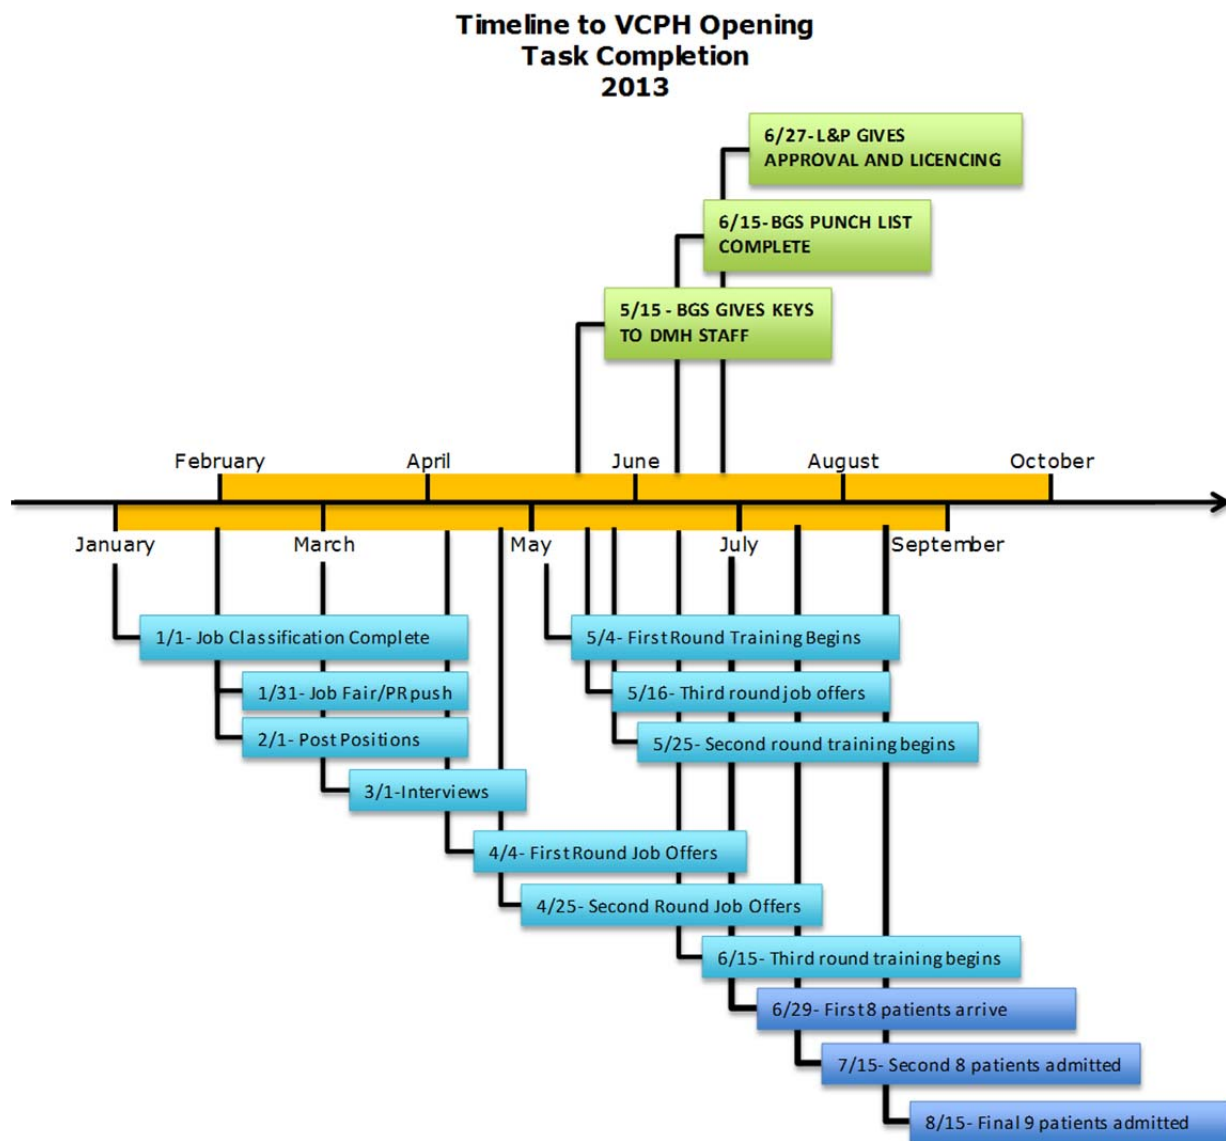 Timeline to VCPH Opening
Task Completion
2013
6/27- L&P GIVES
APPROVAL AND LICENCING
6/15- BGS PUNCH LIST
COMPLETE
5/15 - BGS GIVES KEYS
TO DMH STAFF
February
April
June
August
October
January
March
May
July
September
1/1- Job Classification Complete
1/31- Job Fair/PR push
2/1- Post Positions
3/1-Interviews
4/4- First Round Job Offers
4/25- Second Round Job Offers
5/4- First Round Training Begins
5/16- Third round job offers
5/25- Second round training begins
6/15- Third round training begins
6/29- First 8 patients arrive
7/15- Second 8 patients admitted
8/15- Final 9 patients admitted